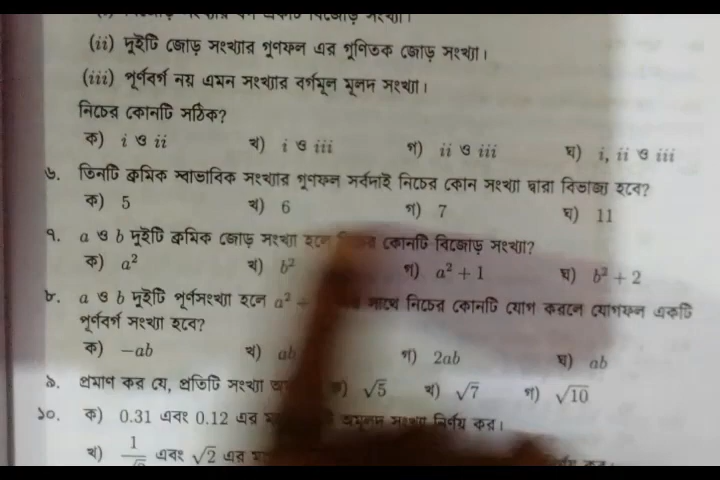 (ii) দুইটি জোড় সংখ্যার গুণফল এর গুণিতক জোড় সংখ্যা।
(iii) পূর্ণবর্গ নয় এমন সংখ্যার বর্গমূল মূলদ সংখ্যা।
নিচের কোনটি সঠিক?
ক) i ও ii খ) i ও iii গ) ii ও iii ঘ) i, ii ও iii
৬. তিনটি ক্রমিক স্বাভাবিক সংখ্যার গুণফল সর্বদাই নিচের কোন সংখ্যা দ্বারা বিভাজ্য হবে?
ক) 5 খ) 6 গ) 7 ঘ) 11
৭. a ও b দুইটি ক্রমিক জোড় সংখ্যা হলে কোনটি বিজোড় সংখ্যা?
ক) a² খ) b² গ) a² + 1 ঘ) b² + 2
৮. a ও b দুইটি পূর্ণসংখ্যা হলে a² + সাথে নিচের কোনটি যোগ করলে যোগফল একটি
পূর্ণবর্গ সংখ্যা হবে?
ক) −ab খ) ab গ) 2ab ঘ) ab
৯. প্রমাণ কর যে, প্রতিটি সংখ্যা √5 খ) √7 গ) √10
১০. ক) 0.31 এবং 0.12 এর অমূলদ সংখ্যা নির্ণয় কর।
খ) এবং √2 এর